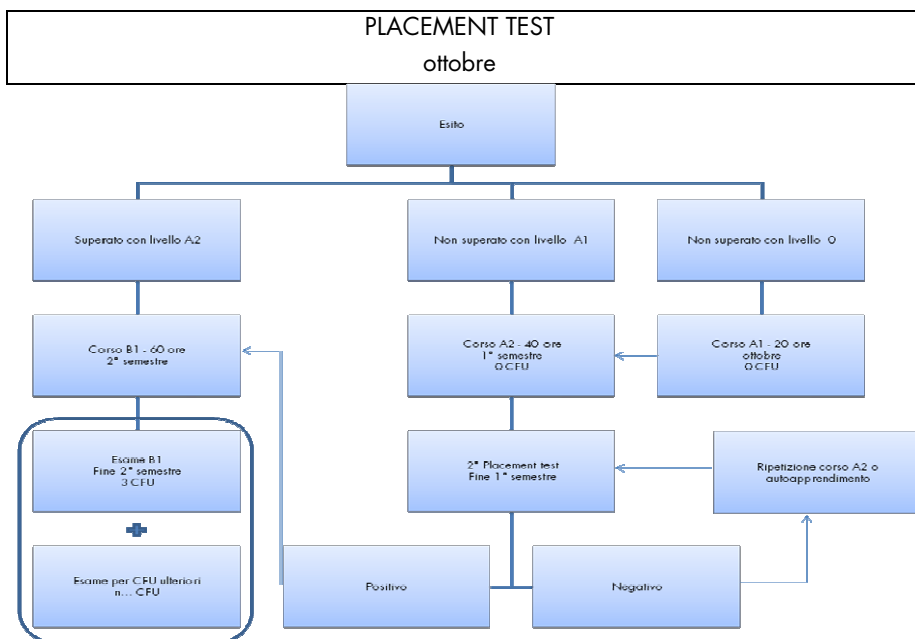 PLACEMENT TEST
ottobre
Esito
Superato con livello A2
Non superato con livello A1
Non superato con livello 0
Corso B1 - 60 ore
2° semestre
Corso A2 - 40 ore
1° semestre
0 CFU
Corso A1 - 20 ore
ottobre
0 CFU
Esame B1
Fine 2° semestre
3 CFU
2° Placement test
Fine 1° semestre
Ripetizione corso A2 o
autoapprendimento
Esame per CFU ulteriori
n... CFU
Positivo
Negativo